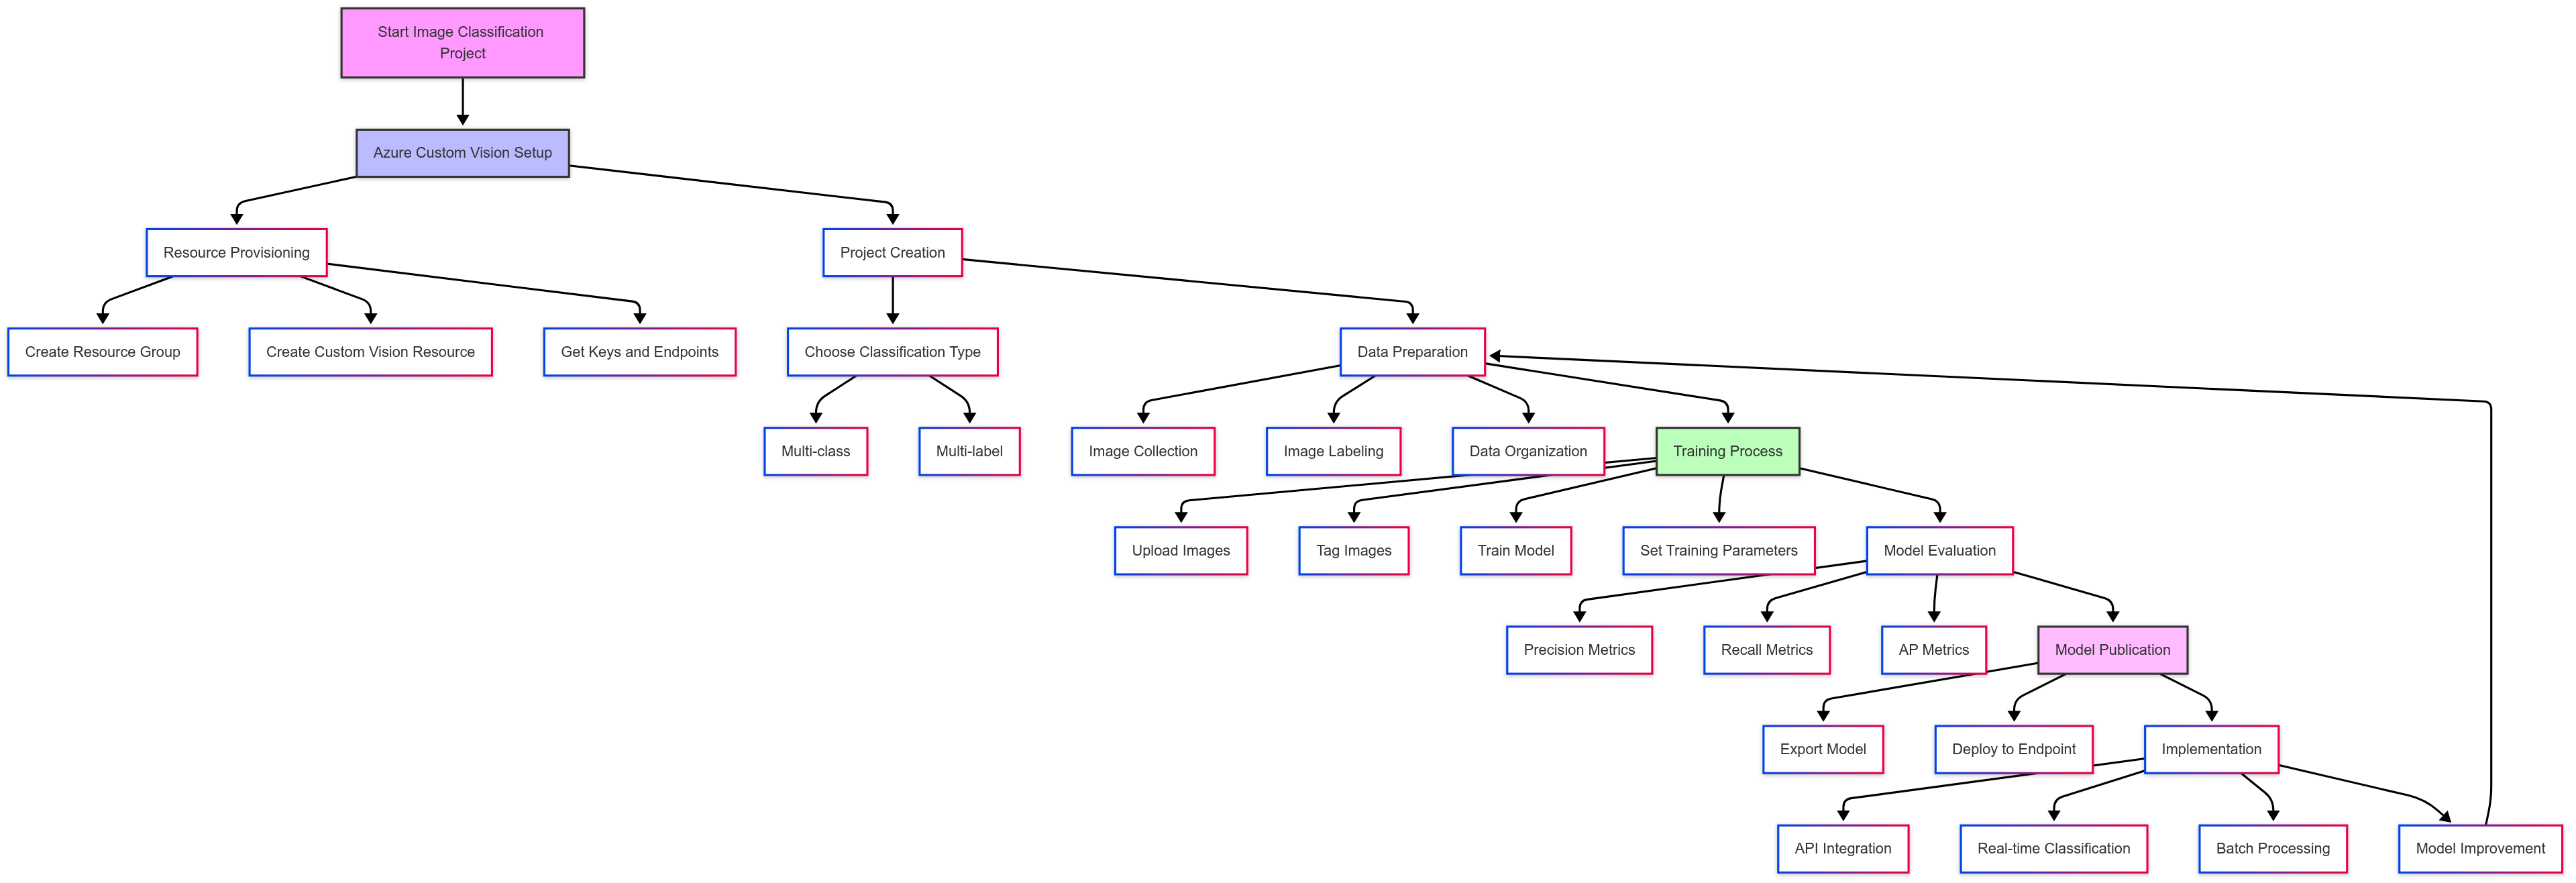 Start Image Classification
Project
Azure Custom Vision Setup
Resource Provisioning
Project Creation
Create Resource Group
Create Custom Vision Resource
Get Keys and Endpoints
Choose Classification Type
Data Preparation
Multi-class
Multi-label
Image Collection
Image Labeling
Data Organization
Training Process
Upload Images
Tag Images
Train Model
Set Training Parameters
Model Evaluation
Precision Metrics
Recall Metrics
AP Metrics
Model Publication
Export Model
Deploy to Endpoint
Implementation
API Integration
Real-time Classification
Batch Processing
Model Improvement